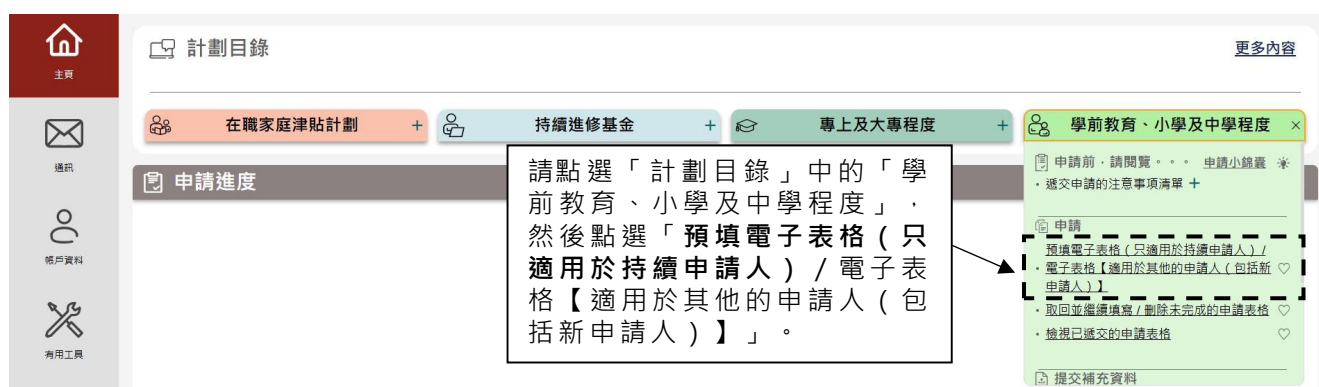 主頁
通訊
帳戶資料
有用工具
計劃目錄
更多內容
在職家庭津貼計劃 +
持續進修基金 +
專上及大專程度 +
學前教育、小學及中學程度 ×
申請進度
請點選「計劃目錄」中的「學
前教育、小學及中學程度」，
然後點選「預填電子表格（只
適用於持續申請人）/電子表
格【適用於其他的申請人（包
括新申請人）】」。
申請前，請閱覽。。。 申請小錦囊
・遞交申請的注意事項清單 +
申請
預填電子表格（只適用於持續申請人）/
・電子表格【適用於其他的申請人（包括新
申請人）】
・取回並繼續填寫 / 刪除未完成的申請表格
・檢視已遞交的申請表格
提交補充資料